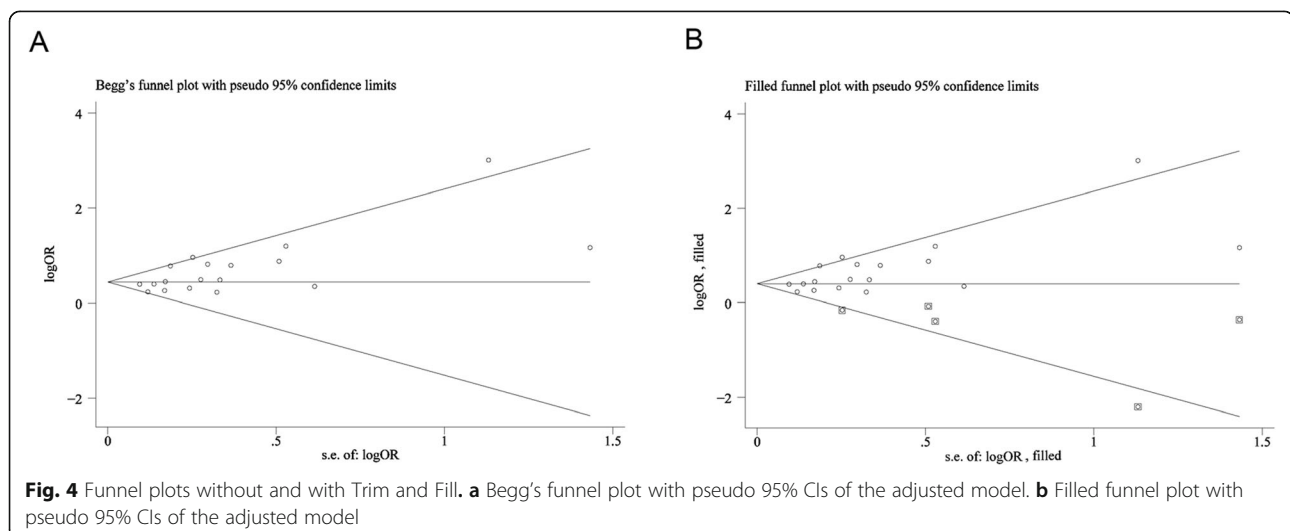 A
Begg's funnel plot with pseudo 95% confidence limits
4
2
0
−2
logOR
0
.5
1
1.5
s.e. of: logOR
B
Filled funnel plot with pseudo 95% confidence limits
4
2
0
−2
logOR , filled
0
.5
1
1.5
s.e. of: logOR , filled
Fig. 4 Funnel plots without and with Trim and Fill. a Begg's funnel plot with pseudo 95% CIs of the adjusted model. b Filled funnel plot with
pseudo 95% CIs of the adjusted model